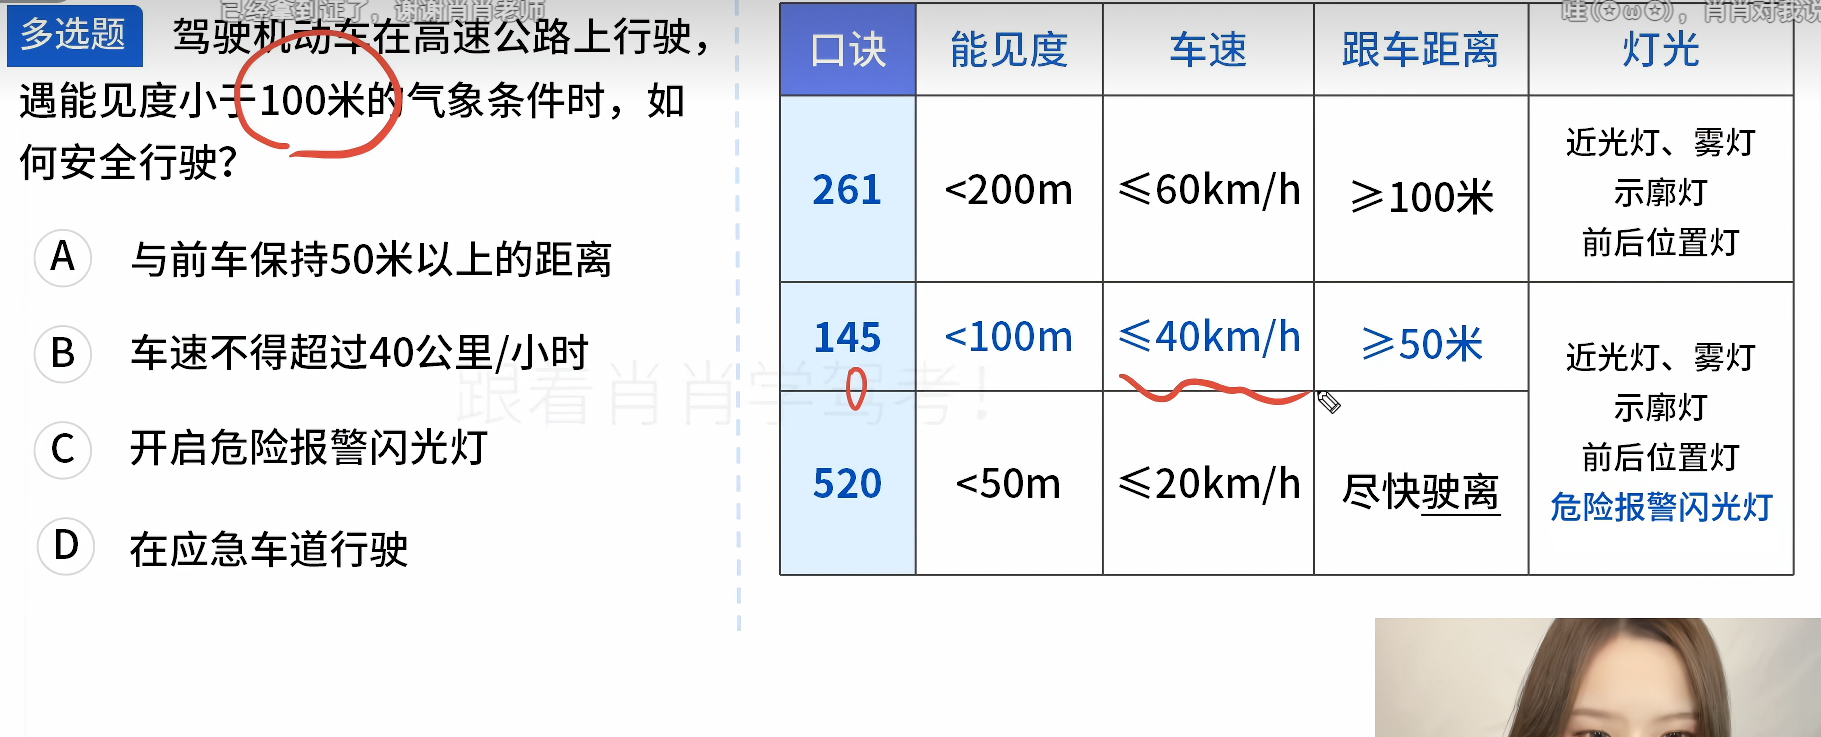 已经拿到证了，谢谢肖肖老师
多选题 驾驶机动车在高速公路上行驶，
遇能见度小于100米的气象条件时，如
何安全行驶？
A 与前车保持50米以上的距离
B 车速不得超过40公里/小时
C 开启危险报警闪光灯
D 在应急车道行驶
跟着肖肖学驾考！
哇(✪ω✪)，肖肖对我说
口诀 能见度 车速 跟车距离 灯光
261 <200m ≤60km/h ≥100米
近光灯、雾灯
示廓灯
前后位置灯
145 <100m ≤40km/h ≥50米
520 <50m ≤20km/h 尽快驶离
近光灯、雾灯
示廓灯
前后位置灯
危险报警闪光灯